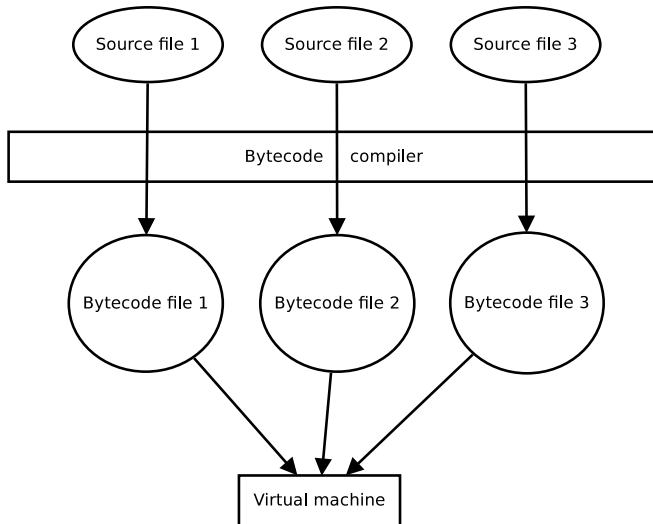 Source file 1
Source file 2
Source file 3
Bytecode compiler
Bytecode file 1
Bytecode file 2
Bytecode file 3
Virtual machine